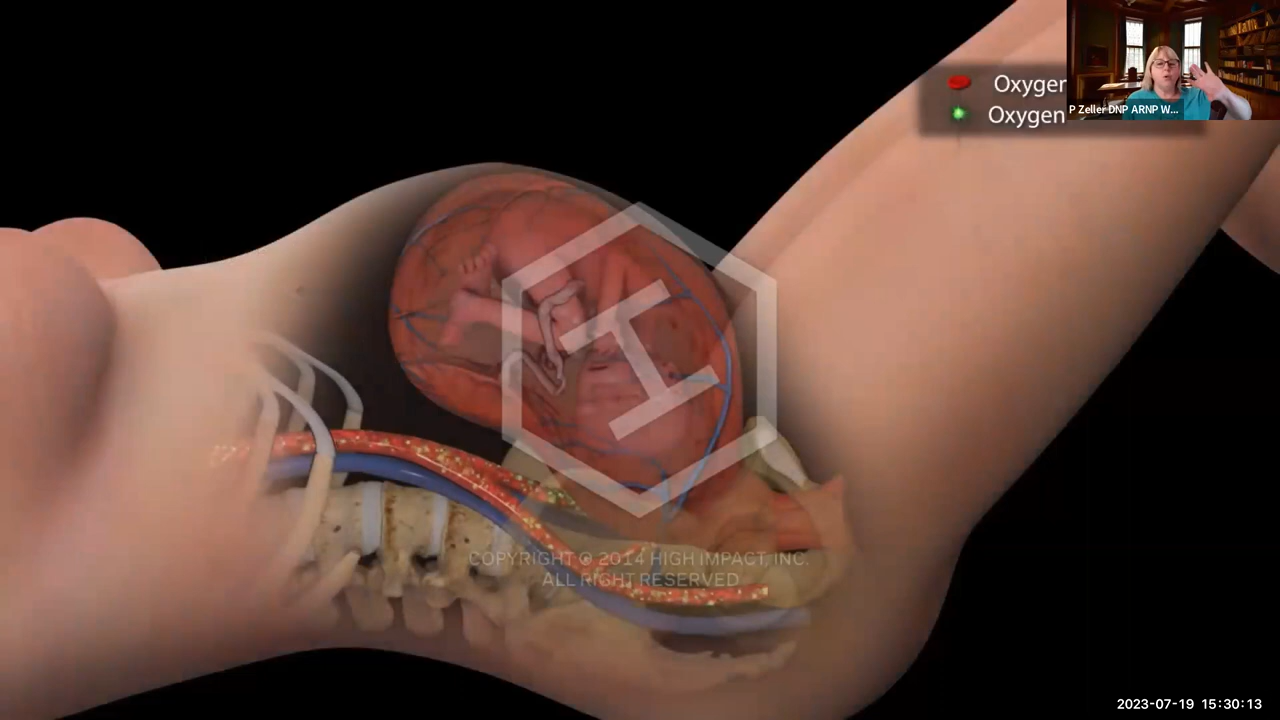 Oxygen
Oxygen
P Zeller DNP ARNP W...
COPYRIGHT © 2014 HIGH IMPACT, INC.
ALL RIGHT RESERVED
2023-07-19 15:30:13